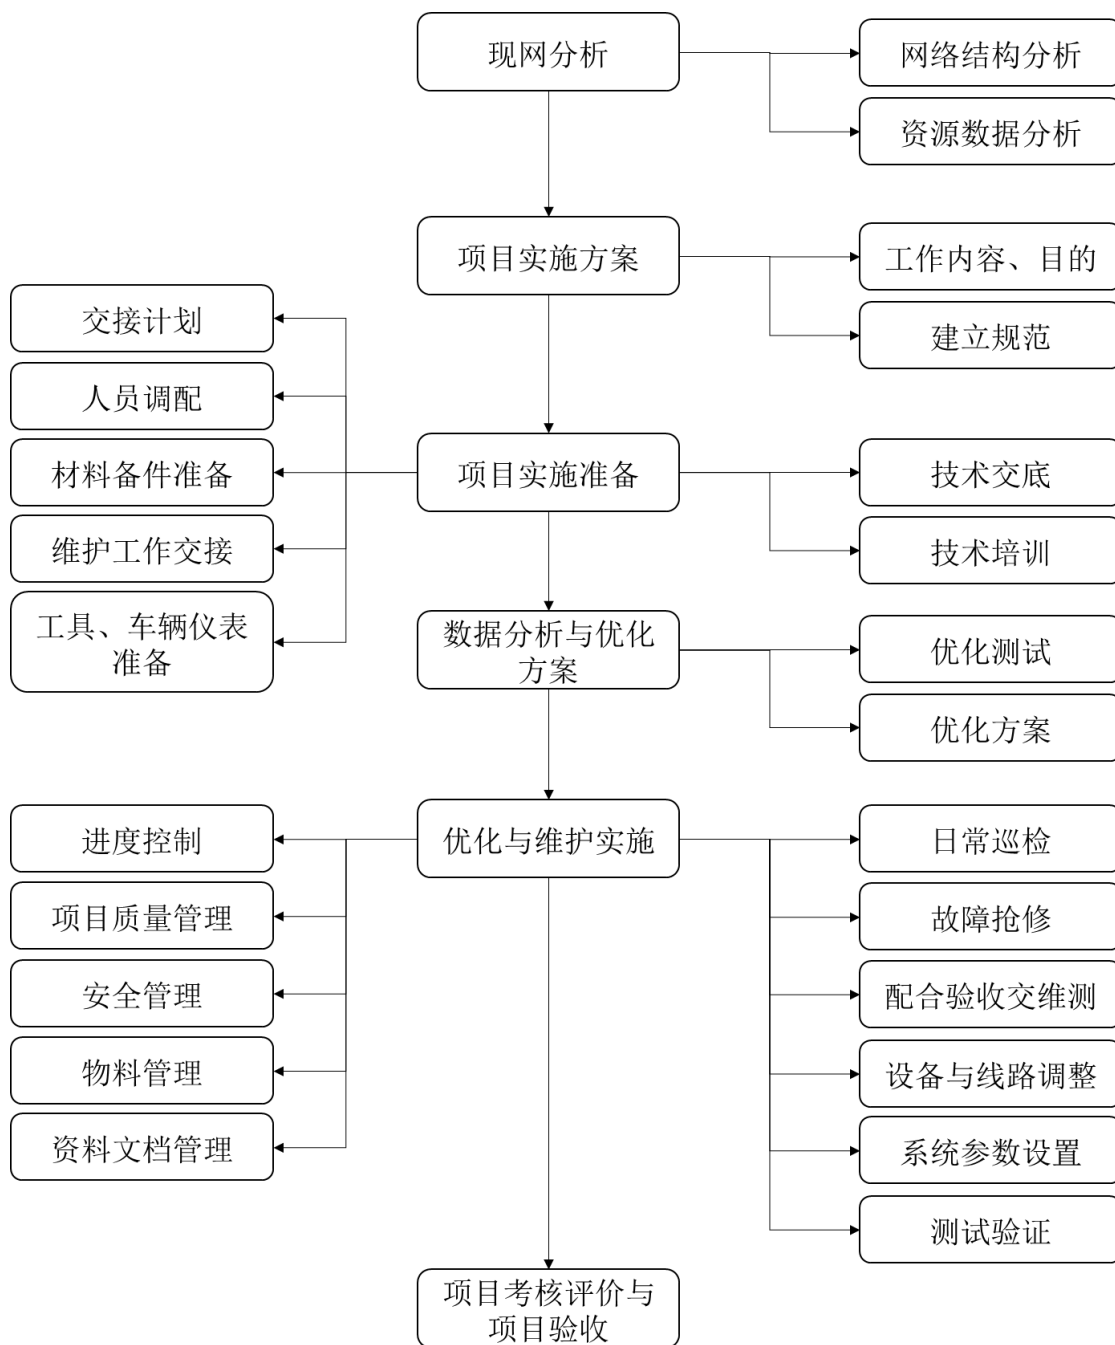 现网分析
网络结构分析
资源数据分析
项目实施方案
工作内容、目的
建立规范
交接计划
人员调配
材料备件准备
维护工作交接
工具、车辆仪表
准备
项目实施准备
技术交底
技术培训
数据分析与优化
方案
优化测试
优化方案
优化与维护实施
进度控制
项目质量管理
安全管理
物料管理
资料文档管理
日常巡检
故障抢修
配合验收交维测
设备与线路调整
系统参数设置
测试验证
项目考核评价与
项目验收